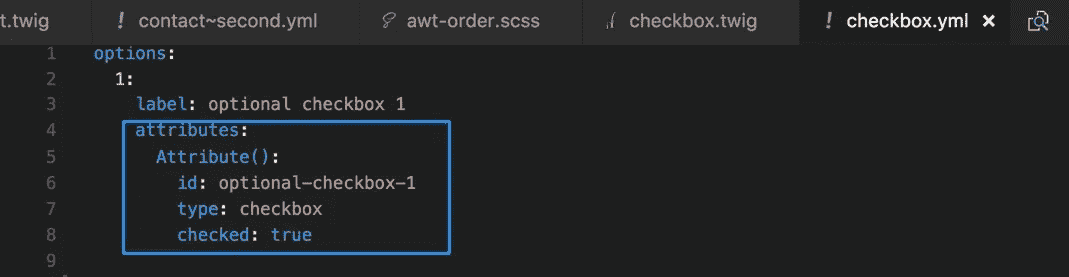 t.twig ! contact~second.yml awt-order.scss checkbox.twig ! checkbox.yml ×
1 options:
2 1:
3 label: optional checkbox 1
4 attributes:
5 Attribute():
6 id: optional-checkbox-1
7 type: checkbox
8 checked: true
9